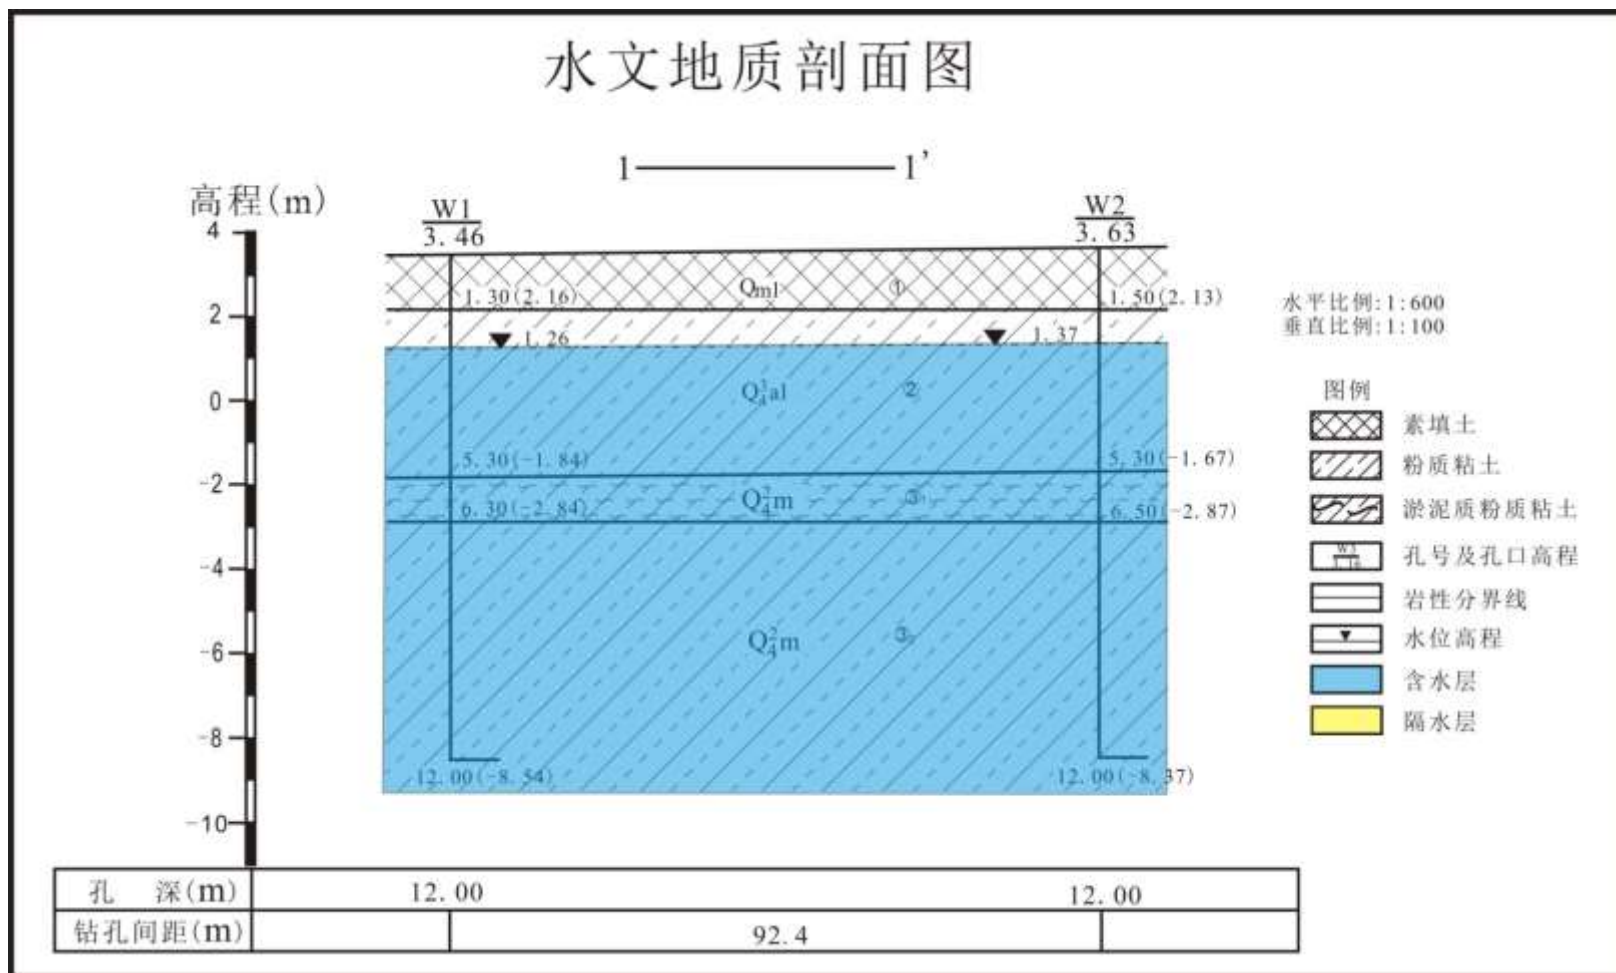 水文地质剖面图
1 1'
高程(m)
W1
3.46
W2
3.63
4
2
0
-2
-4
-6
-8
-10
Qml ①
1.30(2.16)
1.50(2.13)
1.26
1.37
Q₄³al ②
5.30(-1.84)
5.30(-1.67)
Q₄²m ③₁
6.30(-2.84)
6.50(-2.87)
Q₄²m ③₂
12.00(-8.54)
12.00(-8.37)
水平比例:1:600
垂直比例:1:100
图例
素填土
粉质粘土
淤泥质粉质粘土
孔号及孔口高程
岩性分界线
水位高程
含水层
隔水层
孔 深(m) 12.00 12.00
钻孔间距(m) 92.4